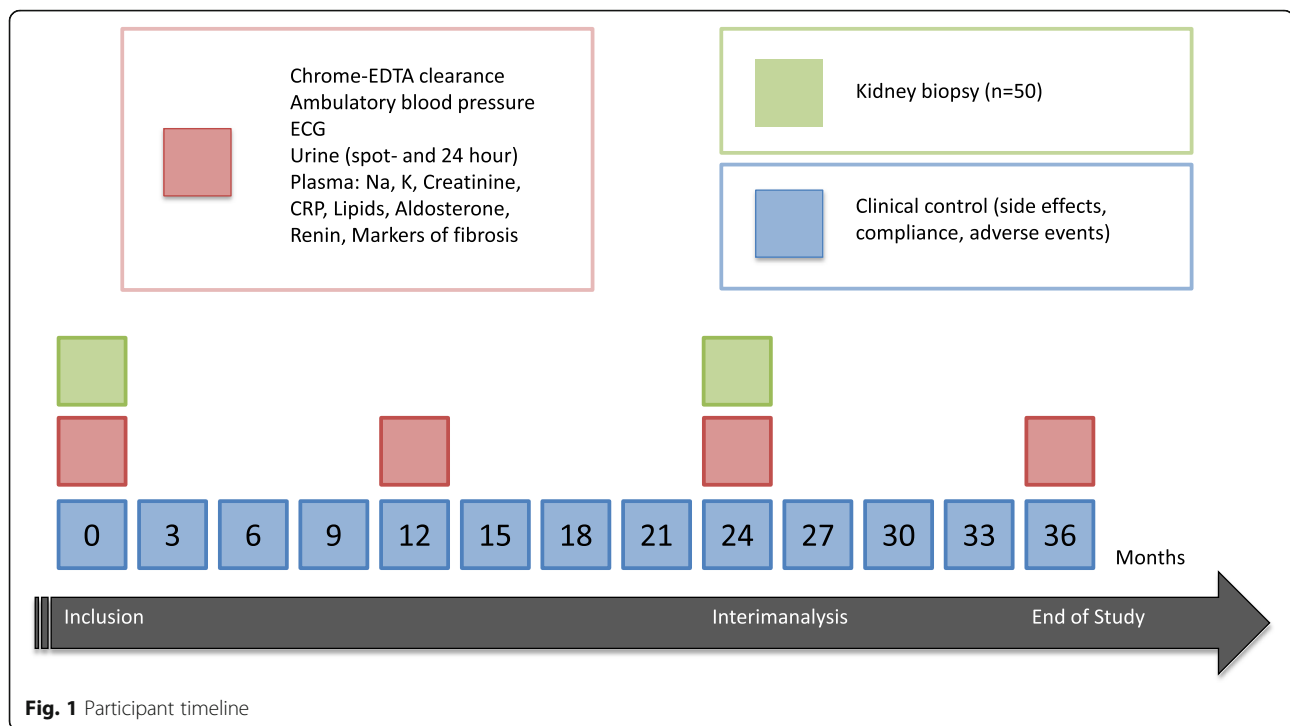 Chrome-EDTA clearance
Ambulatory blood pressure
ECG
Urine (spot- and 24 hour)
Plasma: Na, K, Creatinine,
CRP, Lipids, Aldosterone,
Renin, Markers of fibrosis
Kidney biopsy (n=50)
Clinical control (side effects,
compliance, adverse events)
0 3 6 9 12 15 18 21 24 27 30 33 36 Months
Inclusion Interimanalysis End of Study
Fig. 1 Participant timeline